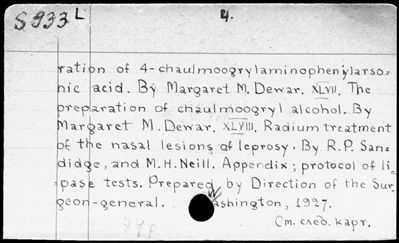 S 933 L 4.
ration of 4-chaulmoogrylaminophenylarso=
nic acid. By Margaret M. Dewar. XLVII. The
preparation of chaulmoogryl alcohol. By
Margaret M. Dewar. XLVIII. Radium treatment
of the nasal lesions of leprosy. By R.P. San=
didge, and M.H. Neill. Appendix; protocol of li=
pase tests. Prepared by Direction of the Sur=
geon-general. Washington, 1927.
77p.
См. след. карт.